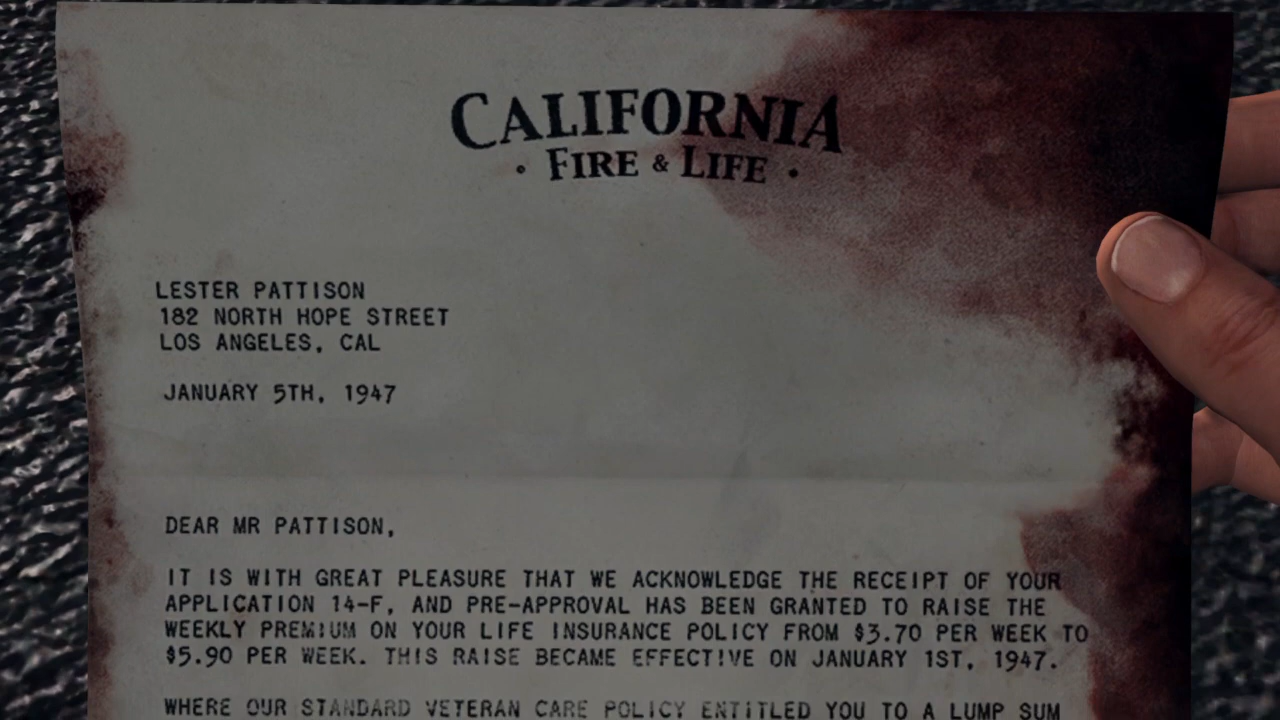 CALIFORNIA
• FIRE & LIFE •
LESTER PATTISON
182 NORTH HOPE STREET
LOS ANGELES, CAL
JANUARY 5TH, 1947
DEAR MR PATTISON,
IT IS WITH GREAT PLEASURE THAT WE ACKNOWLEDGE THE RECEIPT OF YOUR
APPLICATION 14-F, AND PRE-APPROVAL HAS BEEN GRANTED TO RAISE THE
WEEKLY PREMIUM ON YOUR LIFE INSURANCE POLICY FROM $3.70 PER WEEK TO
$5.90 PER WEEK. THIS RAISE BECAME EFFECTIVE ON JANUARY 1ST, 1947.
WHERE OUR STANDARD VETERAN CARE POLICY ENTITLED YOU TO A LUMP SUM